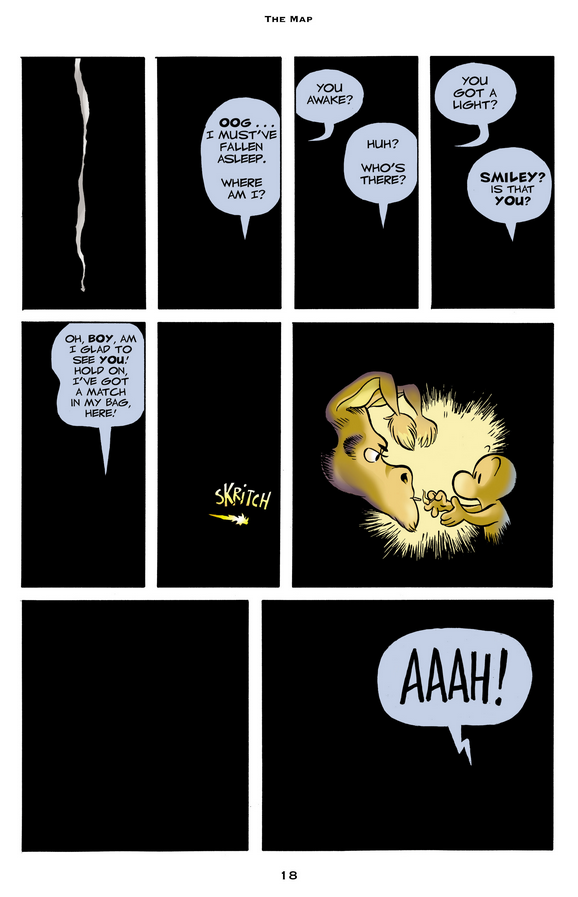 THE MAP
OOG . . .
I MUST'VE
FALLEN
ASLEEP.
WHERE
AM I?
YOU
AWAKE?
HUH?
WHO'S
THERE?
YOU
GOT A
LIGHT?
SMILEY?
IS THAT
YOU?
OH, BOY, AM
I GLAD TO
SEE YOU!
HOLD ON,
I'VE GOT
A MATCH
IN MY BAG,
HERE!
SKRITCH
AAAH!
18